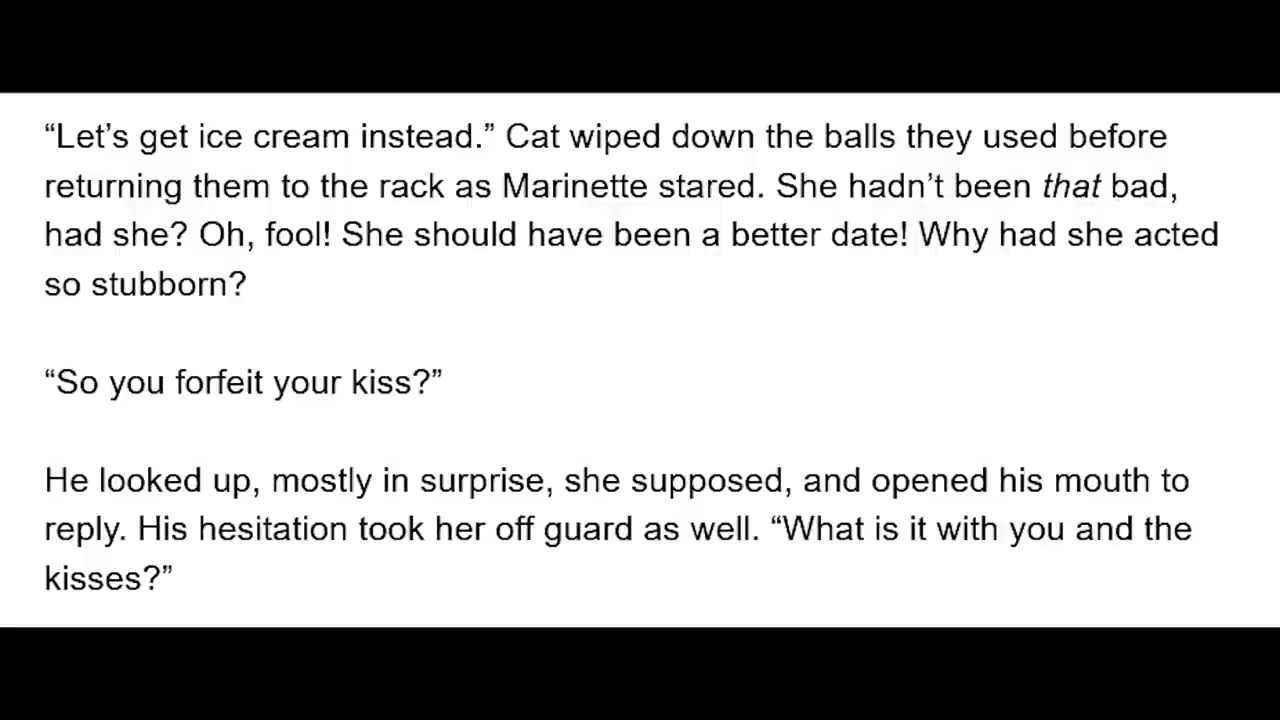 “Let’s get ice cream instead.” Cat wiped down the balls they used before
returning them to the rack as Marinette stared. She hadn’t been that bad,
had she? Oh, fool! She should have been a better date! Why had she acted
so stubborn?
“So you forfeit your kiss?”
He looked up, mostly in surprise, she supposed, and opened his mouth to
reply. His hesitation took her off guard as well. “What is it with you and the
kisses?”